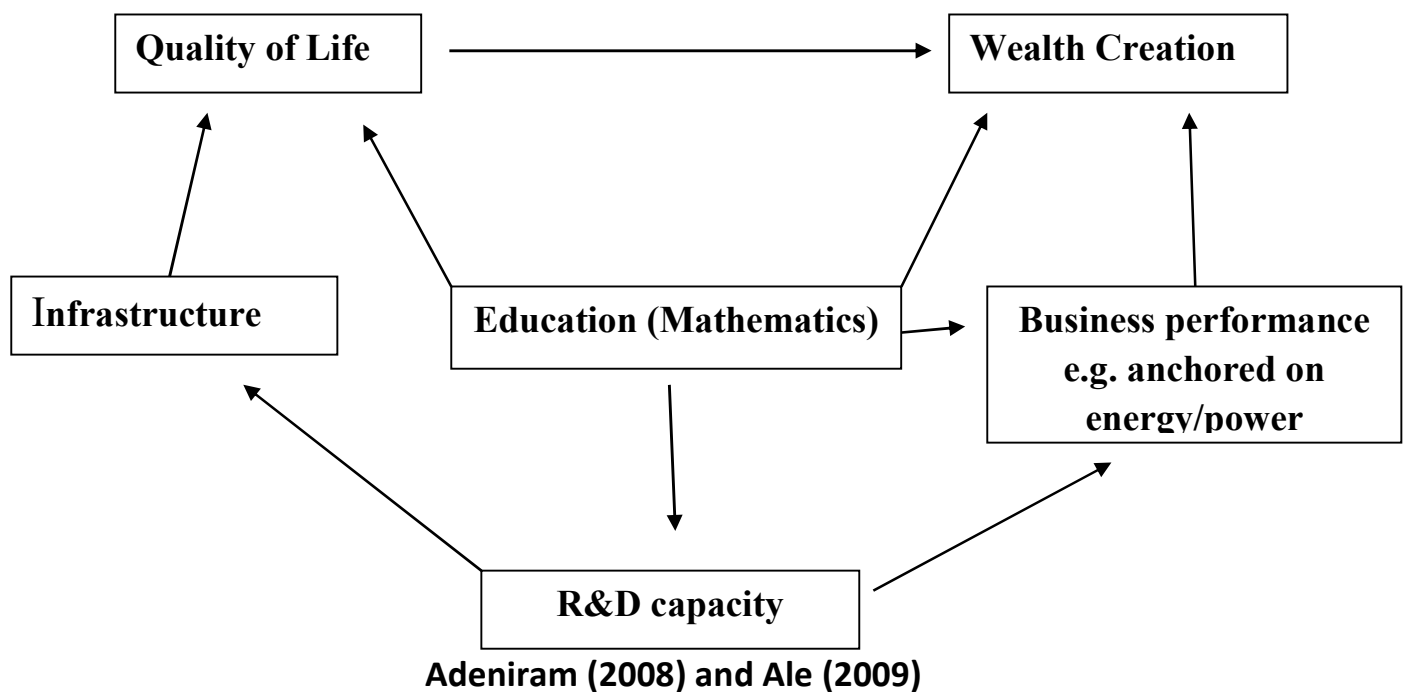 Quality of Life
Wealth Creation
Infrastructure
Education (Mathematics)
Business performance
e.g. anchored on
energy/power
R&D capacity
Adeniram (2008) and Ale (2009)